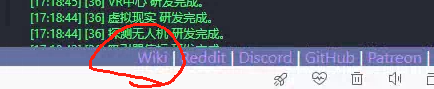 [17:18:45] [36] VR中心 研发完成。
[17:18:44] [36] 虚拟现实 研发完成。
[17:18:44] [36] 探测无人机 研发完成。
Wiki | Reddit | Discord | GitHub | Patreon |